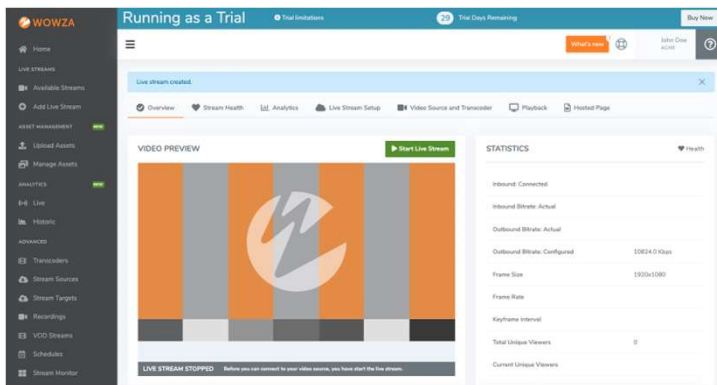 WOWZA
Running as a Trial
Trial limitations
29
Trial Days Remaining
Buy New
Home
What's new
John Doe
ACME
LIVE STREAMS
Available Streams
Add Live Stream
ASSET MANAGEMENT NEW
Upload Assets
Manage Assets
ANALYTICS NEW
Live
Historic
ADVANCED
Transcoders
Stream Sources
Stream Targets
Recordings
VOD Streams
Schedules
Stream Monitor
Live stream created.
Overview Stream Health Analytics Live Stream Setup Video Source and Transcoder Playback Hosted Page
VIDEO PREVIEW
Start Live Stream
LIVE STREAM STOPPED Before you can connect to your video source, you have start the live stream.
STATISTICS
Health
Inbound: Connected
Inbound Bitrate: Actual
Outbound Bitrate: Actual
Outbound Bitrate: Configured 10824.0 Kbps
Frame Size 1920x1080
Frame Rate
Keyframe Interval
Total Unique Viewers 0
Current Unique Viewers